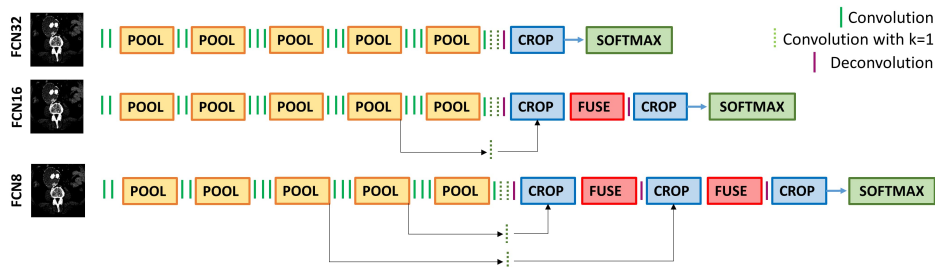 FCN32
POOL POOL POOL POOL POOL CROP SOFTMAX
Convolution
Convolution with k=1
Deconvolution
FCN16
POOL POOL POOL POOL POOL CROP FUSE CROP SOFTMAX
FCN8
POOL POOL POOL POOL POOL CROP FUSE CROP FUSE CROP SOFTMAX